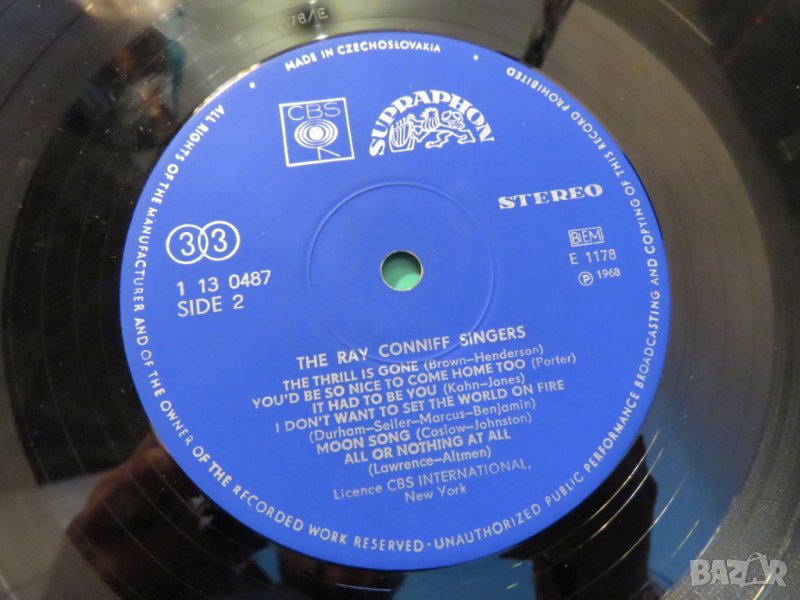 178/E
MADE IN CZECHOSLOVAKIA
ALL RIGHTS OF THE MANUFACTURER AND OF THE OWNER OF THE RECORDED WORK RESERVED - UNAUTHORIZED PUBLIC PERFORMANCE BROADCASTING AND COPYING OF THIS RECORD PROHIBITED
CBS
SUPRAPHON
STEREO
33
1 13 0487
SIDE 2
BIEM
E 1178
Ⓟ 1968
THE RAY CONNIFF SINGERS
THE THRILL IS GONE (Brown-Henderson)
YOU'D BE SO NICE TO COME HOME TOO (Porter)
IT HAD TO BE YOU (Kahn-Jones)
I DON'T WANT TO SET THE WORLD ON FIRE
(Durham-Seiler-Marcus-Benjamin)
MOON SONG (Coslow-Johnston)
ALL OR NOTHING AT ALL
(Lawrence-Altmen)
Licence CBS INTERNATIONAL,
New York
BAZAR